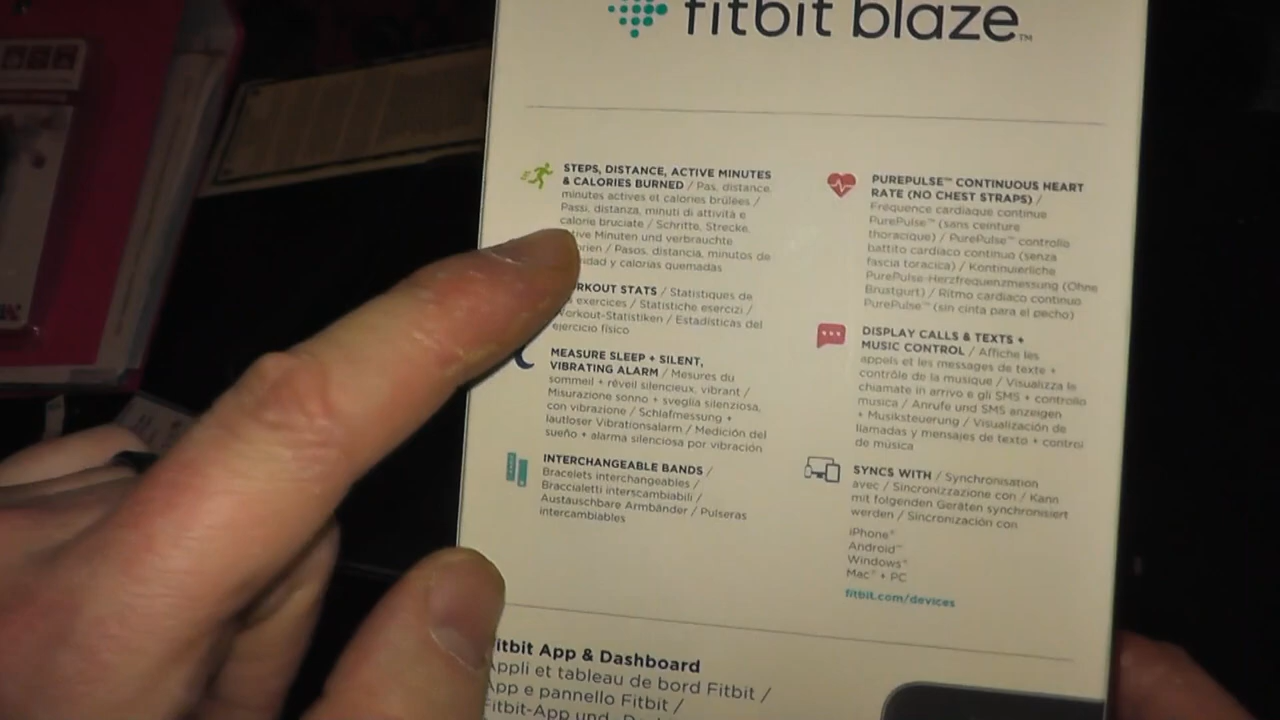 fitbit blaze™
STEPS, DISTANCE, ACTIVE MINUTES
& CALORIES BURNED / Pas, distance,
minutes actives et calories brûlées /
Passi, distanza, minuti di attività e
calorie bruciate / Schritte, Strecke,
Minuten und verbrauchte
/ Pasos, distancia, minutos de
y calorías quemadas
STATS / Statistiques de
exercices / Statistiche esercizi /
Workout-Statistiken / Estadísticas del
ejercicio físico
MEASURE SLEEP + SILENT,
VIBRATING ALARM / Mesures du
sommeil + réveil silencieux, vibrant /
Misurazione sonno + sveglia silenziosa,
con vibrazione / Schlafmessung +
lautloser Vibrationsalarm / Medición del
sueño + alarma silenciosa por vibración
INTERCHANGEABLE BANDS /
Bracelets interchangeables /
Braccialetti interscambiabili /
Austauschbare Armbänder / Pulseras
intercambiables
PUREPULSE™ CONTINUOUS HEART
RATE (NO CHEST STRAPS) /
Fréquence cardiaque continue
PurePulse™ (sans ceinture
thoracique) / PurePulse™ controllo
battito cardiaco continuo (senza
fascia toracica) / Kontinuierliche
PurePulse-Herzfrequenzmessung (Ohne
Brustgurt) / Ritmo cardíaco continuo
PurePulse™ (sin cinta para el pecho)
DISPLAY CALLS & TEXTS +
MUSIC CONTROL / Affiche les
appels et les messages de texte +
contrôle de la musique / Visualizza le
chiamate in arrivo e gli SMS + controllo
musica / Anrufe und SMS anzeigen
+ Musiksteuerung / Visualización de
llamadas y mensajes de texto + control
de música
SYNCS WITH / Synchronisation
avec / Sincronizzazione con / Kann
mit folgenden Geräten synchronisiert
werden / Sincronización con
iPhone®
Android™
Windows®
Mac® + PC
fitbit.com/devices
Fitbit App & Dashboard
Appli et tableau de bord Fitbit /
App e pannello Fitbit /
Fitbit-App und